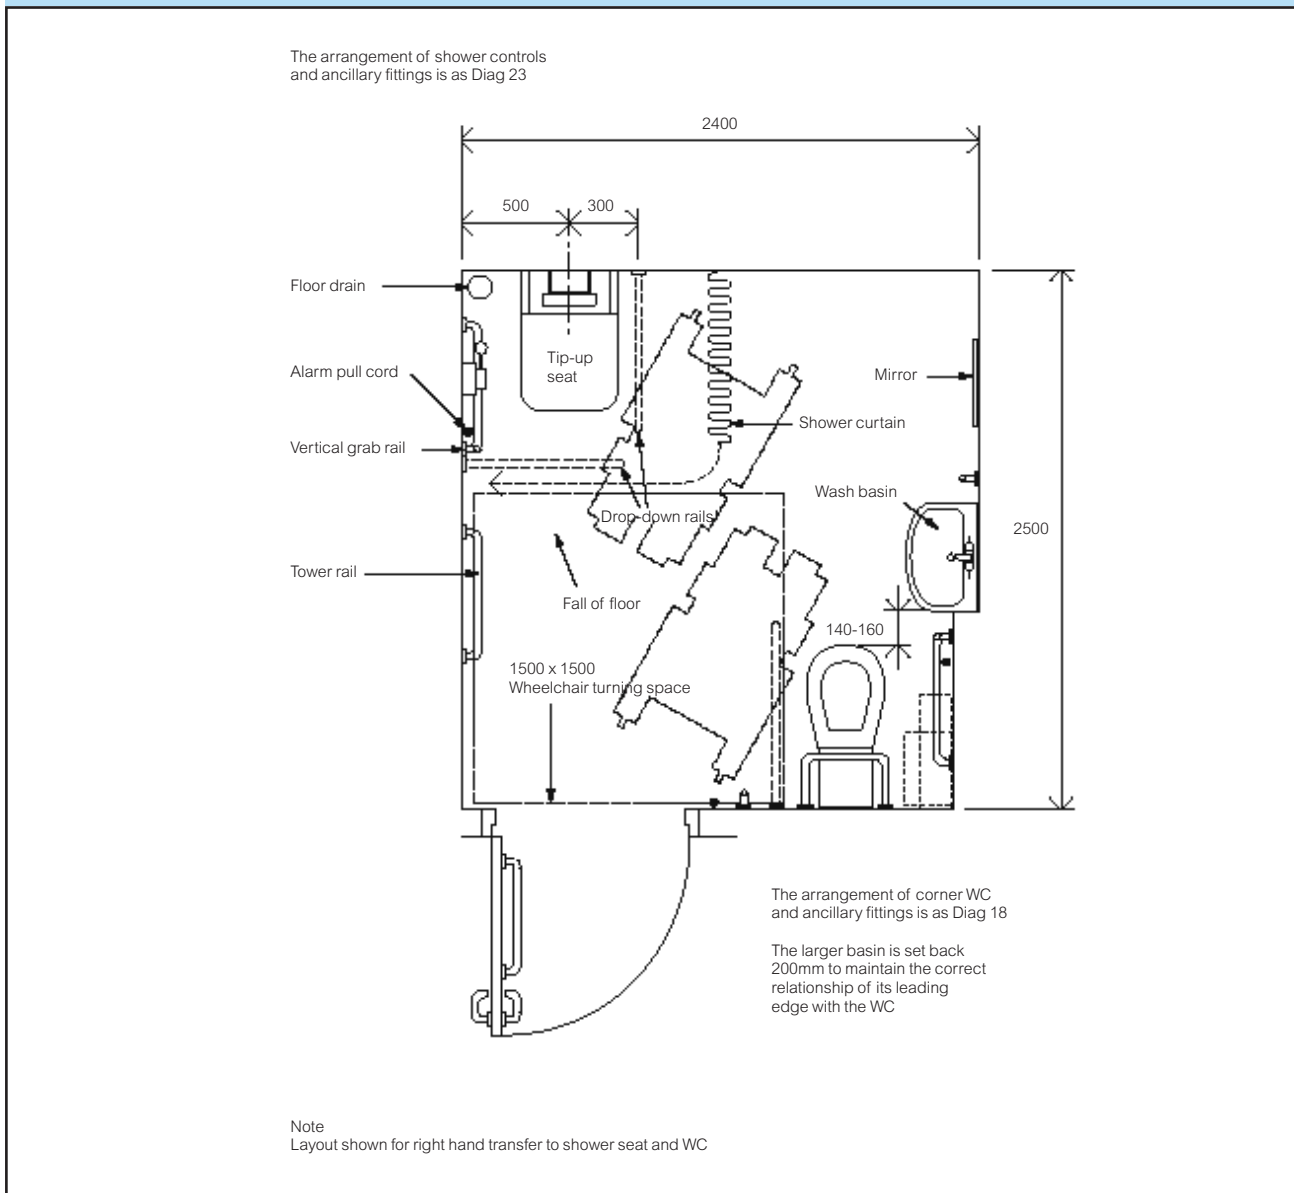 The arrangement of shower controls
and ancillary fittings is as Diag 23
2400
500
300
Floor drain
Tip-up
seat
Alarm pull cord
Mirror
Shower curtain
Vertical grab rail
Wash basin
Drop-down rails
2500
Tower rail
Fall of floor
140-160
1500 x 1500
Wheelchair turning space
The arrangement of corner WC
and ancillary fittings is as Diag 18
The larger basin is set back
200mm to maintain the correct
relationship of its leading
edge with the WC
Note
Layout shown for right hand transfer to shower seat and WC